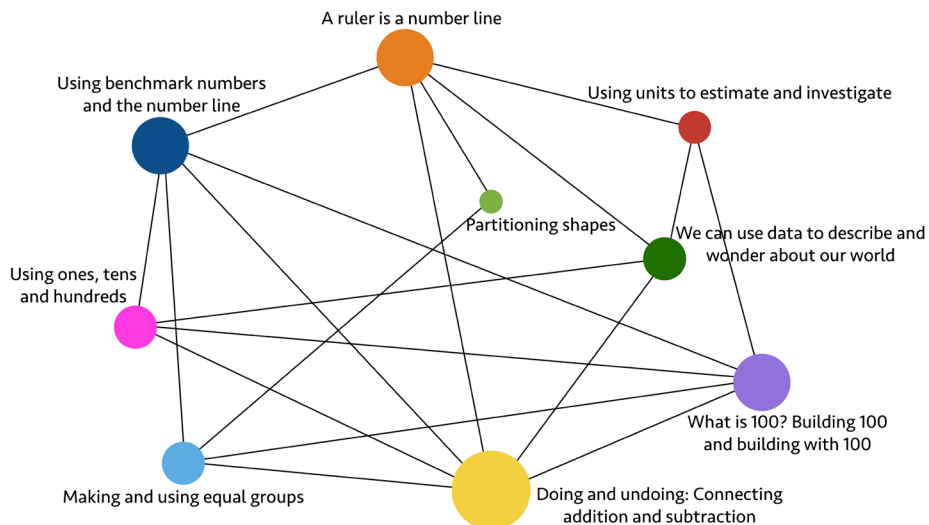 A ruler is a number line
Using benchmark numbers
and the number line
Using units to estimate and investigate
Partitioning shapes
We can use data to describe and
wonder about our world
Using ones, tens
and hundreds
What is 100? Building 100
and building with 100
Making and using equal groups
Doing and undoing: Connecting
addition and subtraction